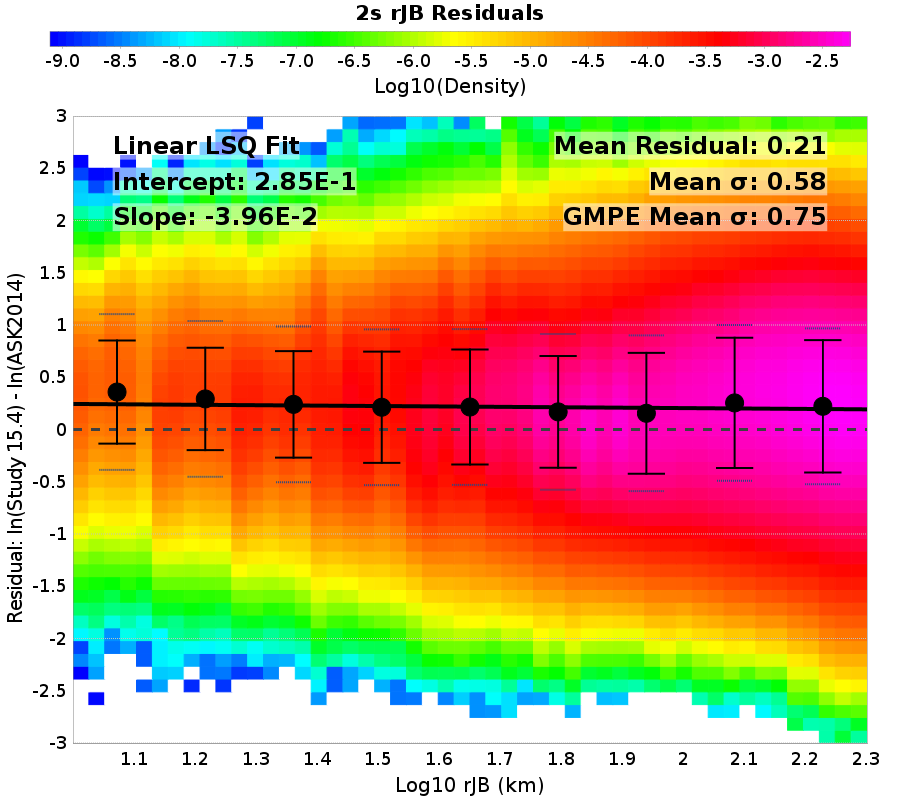 2s rJB Residuals
-9.0 -8.5 -8.0 -7.5 -7.0 -6.5 -6.0 -5.5 -5.0 -4.5 -4.0 -3.5 -3.0 -2.5
Log10(Density)
Linear LSQ Fit
Intercept: 2.85E-1
Slope: -3.96E-2
Mean Residual: 0.21
Mean σ: 0.58
GMPE Mean σ: 0.75
Residual: ln(Study 15.4) - ln(ASK2014)
3
2.5
2
1.5
1
0.5
0
-0.5
-1
-1.5
-2
-2.5
-3
1.1 1.2 1.3 1.4 1.5 1.6 1.7 1.8 1.9 2 2.1 2.2 2.3
Log10 rJB (km)